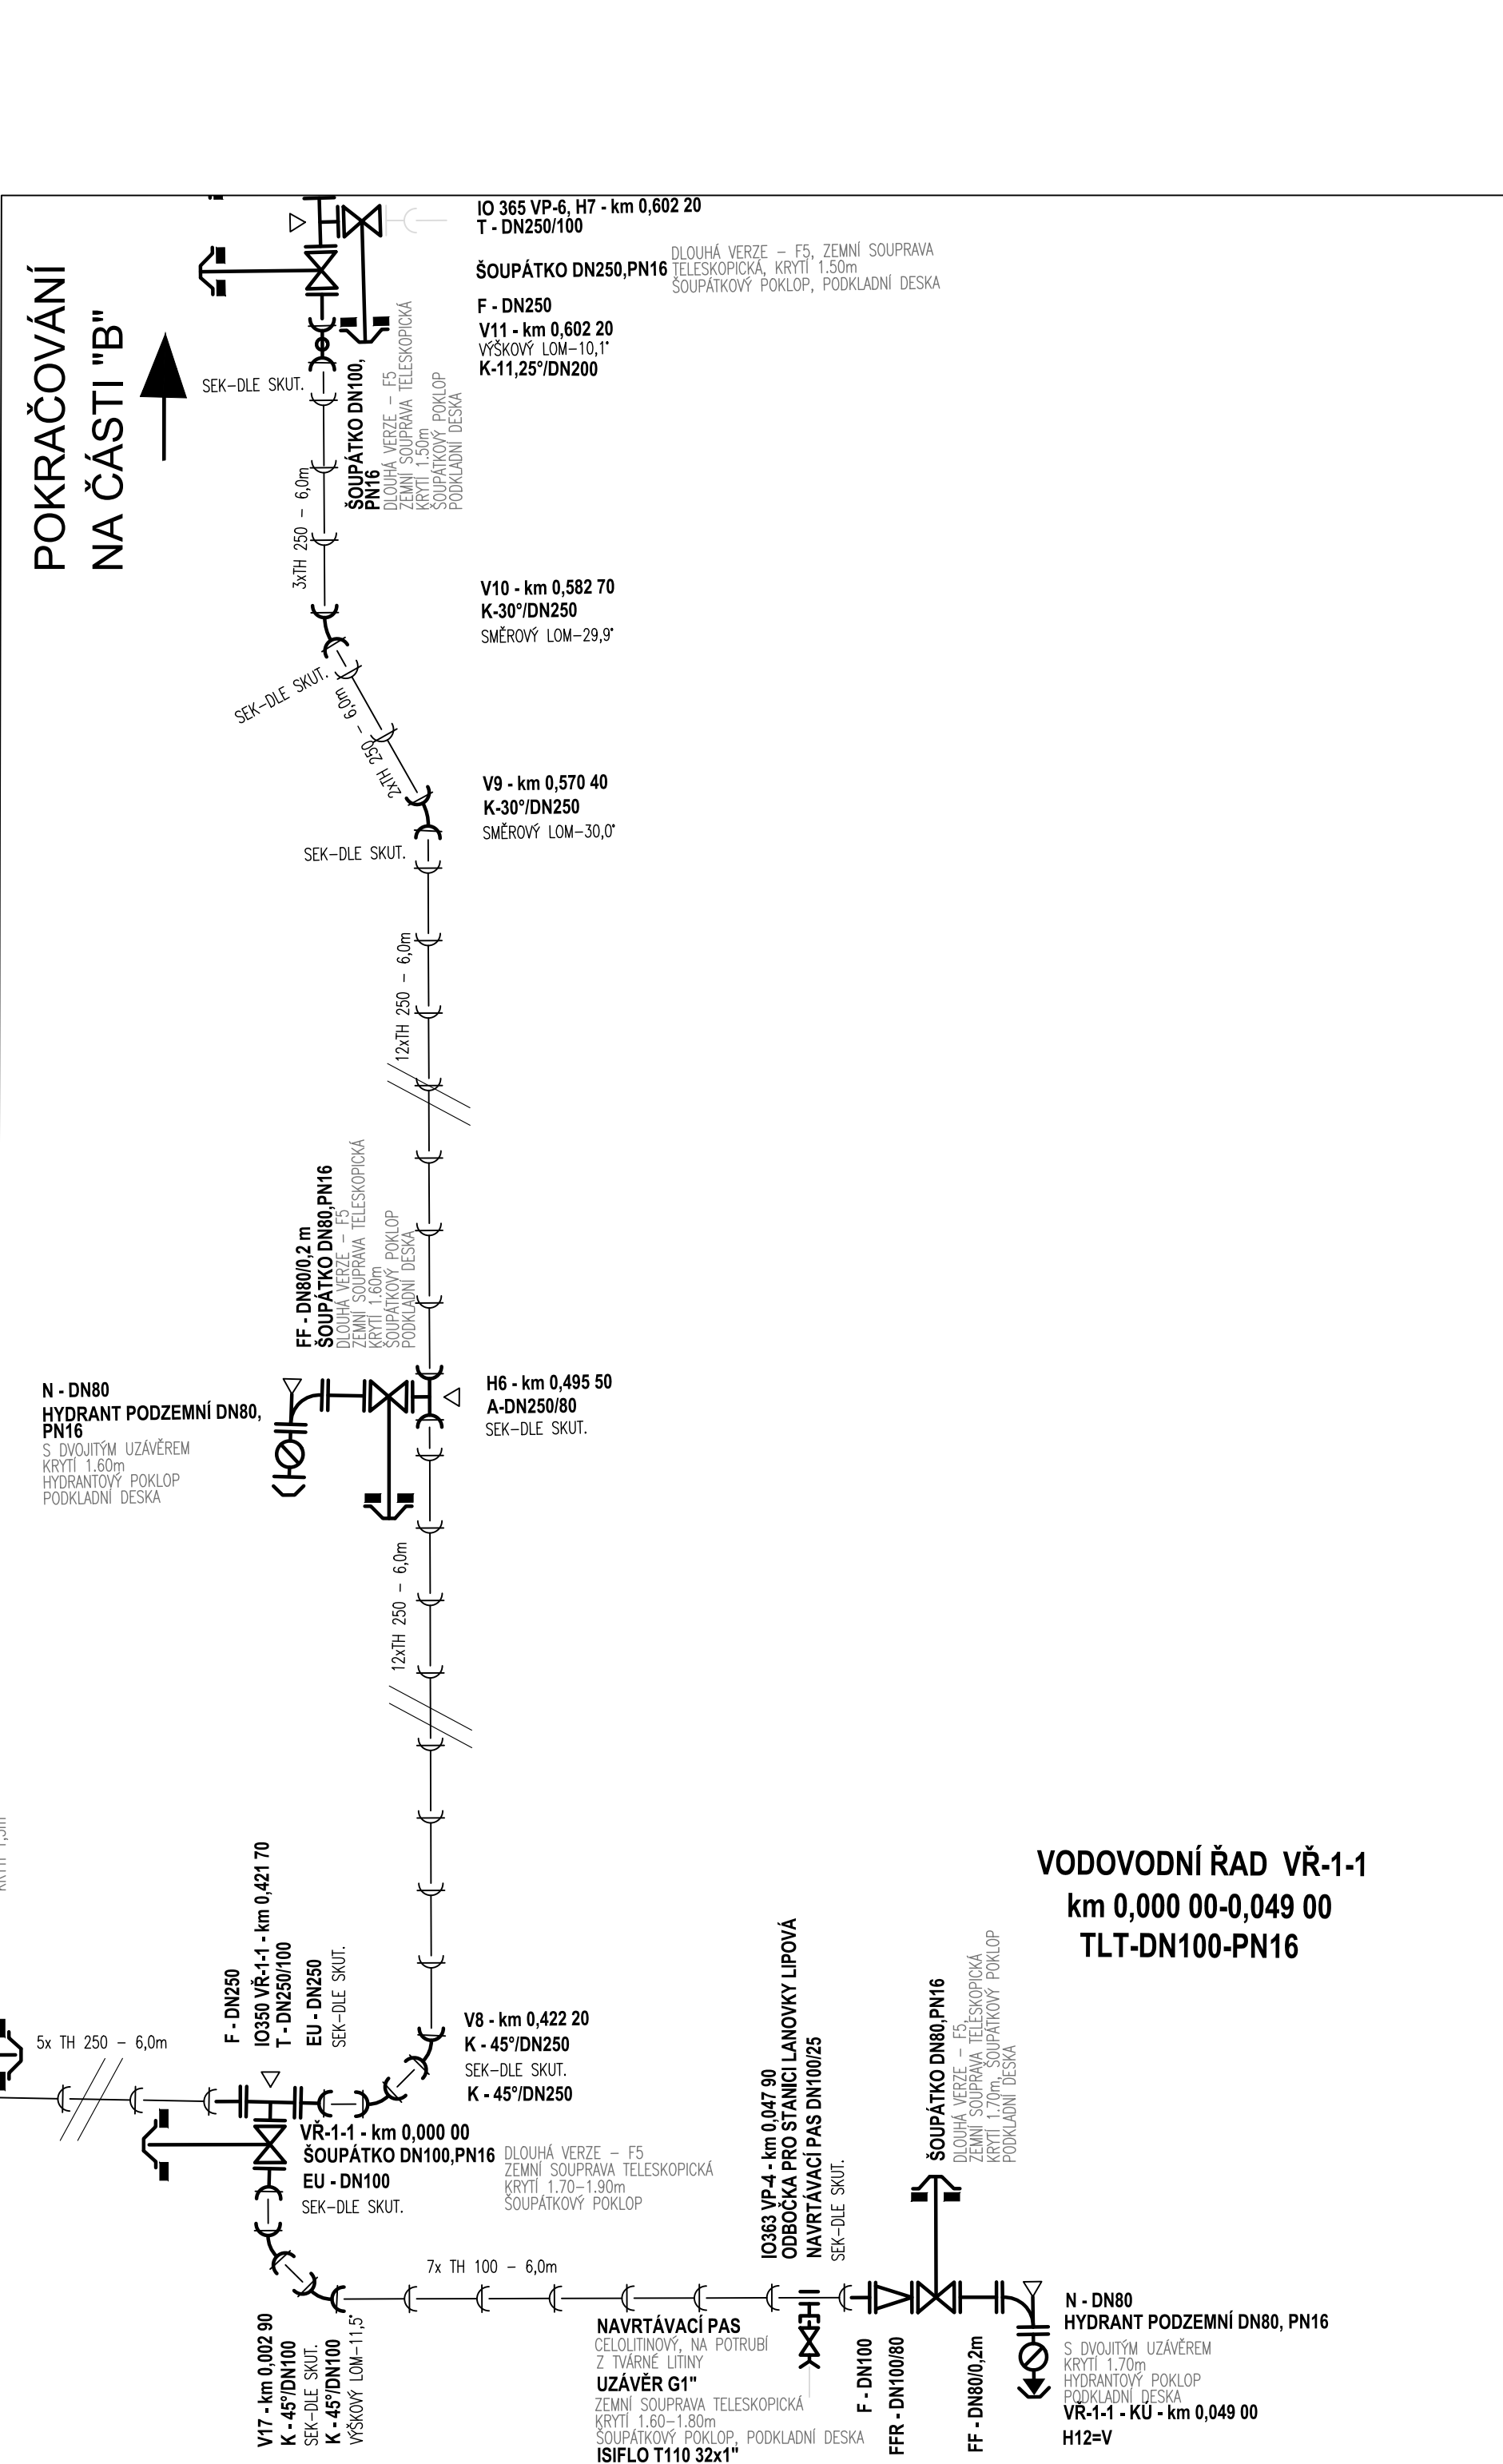 IO 365 VP-6, H7 - km 0,602 20
T - DN250/100
ŠOUPÁTKO DN250,PN16
DLOUHÁ VERZE – F5, ZEMNÍ SOUPRAVA
TELESKOPICKÁ, KRYTÍ 1.50m
ŠOUPÁTKOVÝ POKLOP, PODKLADNÍ DESKA
F - DN250
V11 - km 0,602 20
VÝŠKOVÝ LOM–10,1°
K-11,25°/DN200
POKRAČOVÁNÍ
NA ČÁSTI "B"
SEK–DLE SKUT.
ŠOUPÁTKO DN100,
PN16
DLOUHÁ VERZE – F5
ZEMNÍ SOUPRAVA TELESKOPICKÁ
KRYTÍ 1.50m
ŠOUPÁTKOVÝ POKLOP
PODKLADNÍ DESKA
3xTH 250 – 6,0m
V10 - km 0,582 70
K-30°/DN250
SMĚROVÝ LOM–29,9°
SEK–DLE SKUT.
2xTH 250 – 6,0m
V9 - km 0,570 40
K-30°/DN250
SMĚROVÝ LOM–30,0°
SEK–DLE SKUT.
12xTH 250 – 6,0m
FF - DN80/0,2 m
ŠOUPÁTKO DN80,PN16
DLOUHÁ VERZE – F5
ZEMNÍ SOUPRAVA TELESKOPICKÁ
KRYTÍ 1.60m
ŠOUPÁTKOVÝ POKLOP
PODKLADNÍ DESKA
N - DN80
HYDRANT PODZEMNÍ DN80,
PN16
S DVOJITÝM UZÁVĚREM
KRYTÍ 1.60m
HYDRANTOVÝ POKLOP
PODKLADNÍ DESKA
H6 - km 0,495 50
A-DN250/80
SEK–DLE SKUT.
12xTH 250 – 6,0m
VODOVODNÍ ŘAD VŘ-1-1
km 0,000 00-0,049 00
TLT-DN100-PN16
5x TH 250 – 6,0m
F - DN250
IO350 VŘ-1-1 - km 0,421 70
T - DN250/100
EU - DN250
SEK–DLE SKUT.
V8 - km 0,422 20
K - 45°/DN250
SEK–DLE SKUT.
K - 45°/DN250
VŘ-1-1 - km 0,000 00
ŠOUPÁTKO DN100,PN16
EU - DN100
SEK–DLE SKUT.
DLOUHÁ VERZE – F5
ZEMNÍ SOUPRAVA TELESKOPICKÁ
KRYTÍ 1.70–1.90m
ŠOUPÁTKOVÝ POKLOP
7x TH 100 – 6,0m
IO363 VP-4 - km 0,047 90
ODBOČKA PRO STANICI LANOVKY LIPOVÁ
NAVRTÁVACÍ PAS DN100/25
SEK–DLE SKUT.
ŠOUPÁTKO DN80,PN16
DLOUHÁ VERZE – F5,
ZEMNÍ SOUPRAVA TELESKOPICKÁ
KRYTÍ 1.70m, ŠOUPÁTKOVÝ POKLOP
PODKLADNÍ DESKA
V17 - km 0,002 90
K - 45°/DN100
SEK–DLE SKUT.
K - 45°/DN100
VÝŠKOVÝ LOM–11,5°
NAVRTÁVACÍ PAS
CELOLITINOVÝ, NA POTRUBÍ
Z TVÁRNÉ LITINY
UZÁVĚR G1"
ZEMNÍ SOUPRAVA TELESKOPICKÁ
KRYTÍ 1.60–1.80m
ŠOUPÁTKOVÝ POKLOP, PODKLADNÍ DESKA
ISIFLO T110 32x1"
F - DN100
FFR - DN100/80
FF - DN80/0,2m
N - DN80
HYDRANT PODZEMNÍ DN80, PN16
S DVOJITÝM UZÁVĚREM
KRYTÍ 1.70m
HYDRANTOVÝ POKLOP
PODKLADNÍ DESKA
VŘ-1-1 - KÚ - km 0,049 00
H12=V